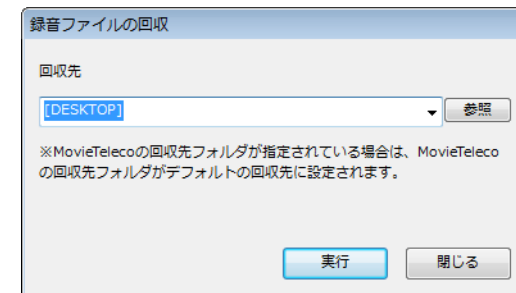 録音ファイルの回収
回収先
[DESKTOP]
参照
※MovieTelecoの回収先フォルダが指定されている場合は、MovieTeleco
の回収先フォルダがデフォルトの回収先に設定されます。
実行
閉じる